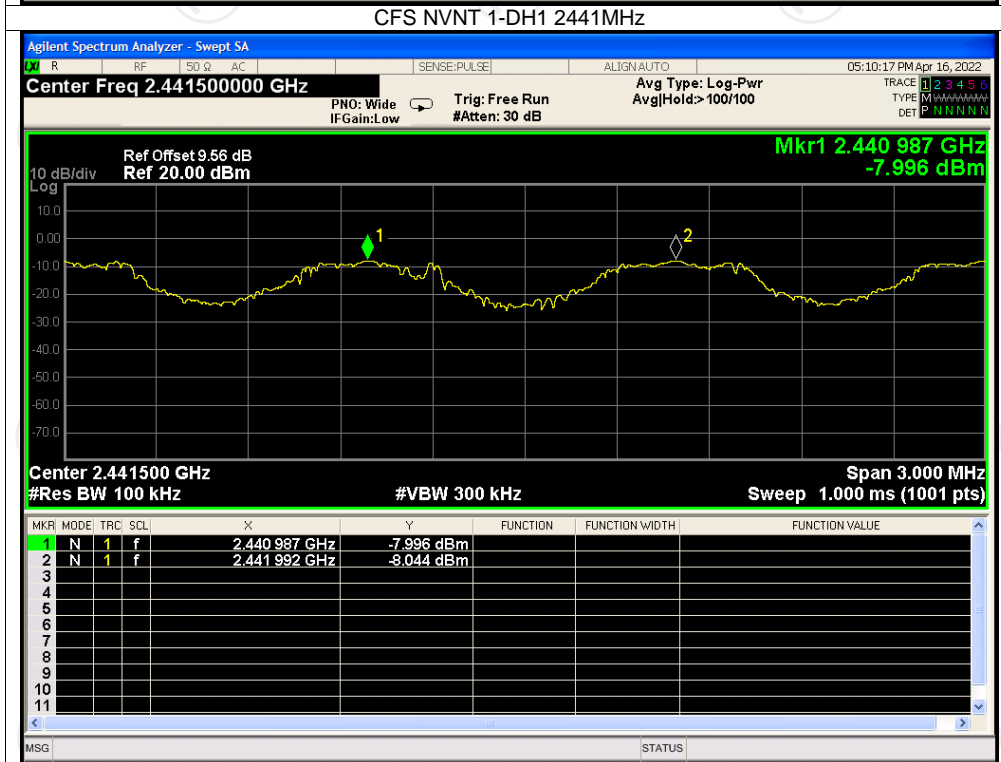 CFS NVNT 1-DH1 2441MHz
Agilent Spectrum Analyzer - Swept SA
LXI R RF 50 Ω AC SENSE:PULSE ALIGN AUTO 05:10:17 PM Apr 16, 2022
Center Freq 2.441500000 GHz
PNO: Wide
IFGain:Low
Trig: Free Run
#Atten: 30 dB
Avg Type: Log-Pwr
Avg|Hold:>100/100
TRACE 1 2 3 4 5 6
TYPE M WWWWW
DET P N N N N N
Mkr1 2.440 987 GHz
-7.996 dBm
Ref Offset 9.56 dB
10 dB/div Ref 20.00 dBm
Log
10.0
0.00
-10.0
-20.0
-30.0
-40.0
-50.0
-60.0
-70.0
1
2
Center 2.441500 GHz Span 3.000 MHz
#Res BW 100 kHz #VBW 300 kHz Sweep 1.000 ms (1001 pts)
MKR MODE TRC SCL X Y FUNCTION FUNCTION WIDTH FUNCTION VALUE
1 N 1 f 2.440 987 GHz -7.996 dBm
2 N 1 f 2.441 992 GHz -8.044 dBm
3
4
5
6
7
8
9
10
11
MSG STATUS